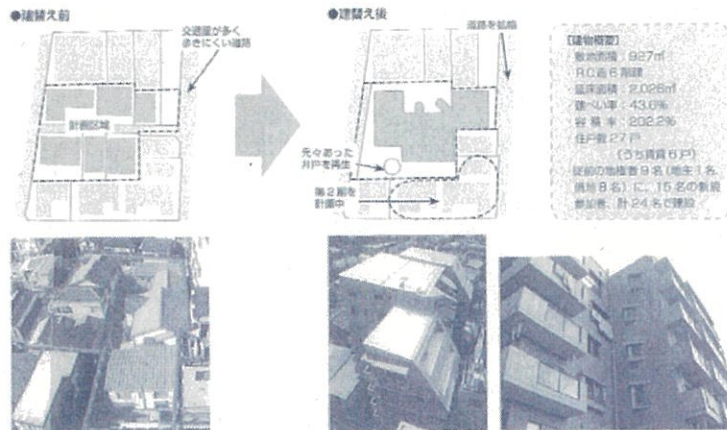 ●建替え前
交通量が多く
歩きにくい道路
計画区域
●建替え後
道路を拡幅
元々あった
井戸を再生
第2期を
計画中
【建物概要】
敷地面積：927㎡
RC造6階建
延床面積：2,026㎡
建ぺい率：43.6%
容積率：202.2%
住戸数27戸
（うち賃貸6戸）
従前の地権者9名（地主1名、
借地8名）に、15名の新規
参加者、計24名で建設